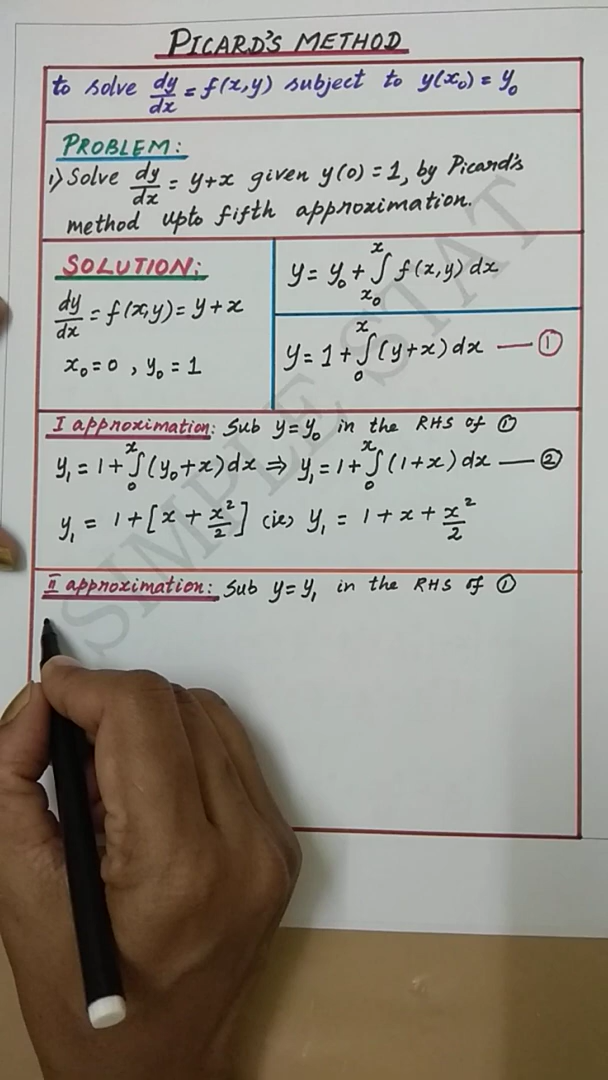 PICARD'S METHOD
to solve dy/dx = f(x,y) subject to y(x₀) = y₀
PROBLEM:
1) Solve dy/dx = y+x given y(0) = 1, by Picard's
method upto fifth approximation.
SOLUTION:
dy/dx = f(x,y) = y+x
x₀ = 0 , y₀ = 1
y = y₀ + ∫_{x₀}^{x} f(x,y) dx
y = 1 + ∫_{0}^{x} (y+x) dx — ①
I approximation: Sub y = y₀ in the RHS of ①
y₁ = 1 + ∫_{0}^{x} (y₀+x) dx ⇒ y₁ = 1 + ∫_{0}^{x} (1+x) dx — ②
y₁ = 1 + [x + x²/2] (ie) y₁ = 1 + x + x²/2
II approximation: Sub y = y₁ in the RHS of ①
SIMPLE STAT